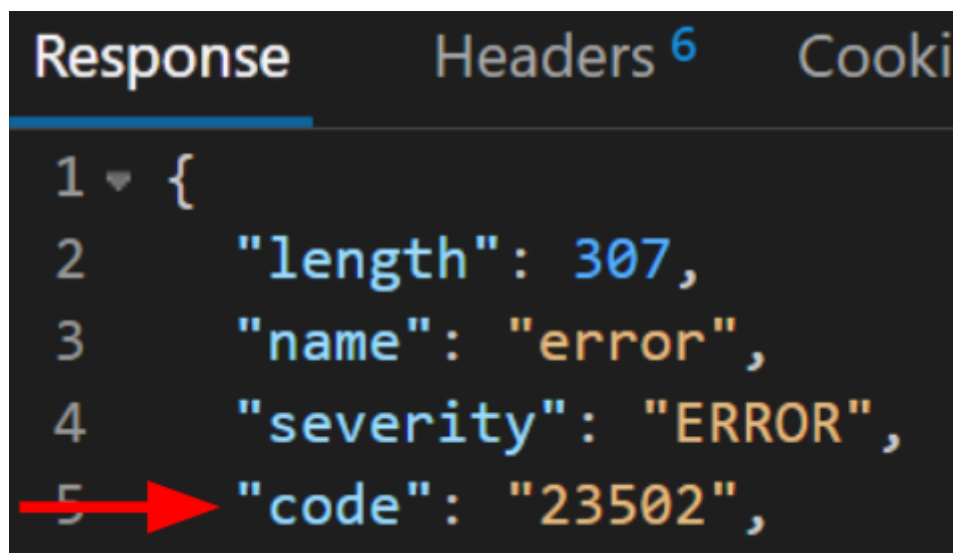 Response Headers 6 Cooki
1 {
2 "length": 307,
3 "name": "error",
4 "severity": "ERROR",
5 "code": "23502",